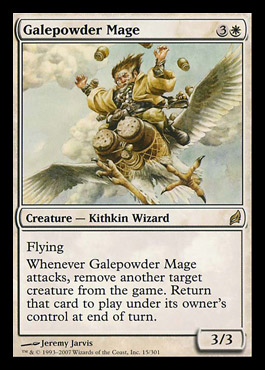 Galepowder Mage 3
Creature — Kithkin Wizard
Flying
Whenever Galepowder Mage
attacks, remove another target
creature from the game. Return
that card to play under its owner's
control at end of turn.
Jeremy Jarvis
™ & © 1993–2007 Wizards of the Coast, Inc. 15/301
3/3